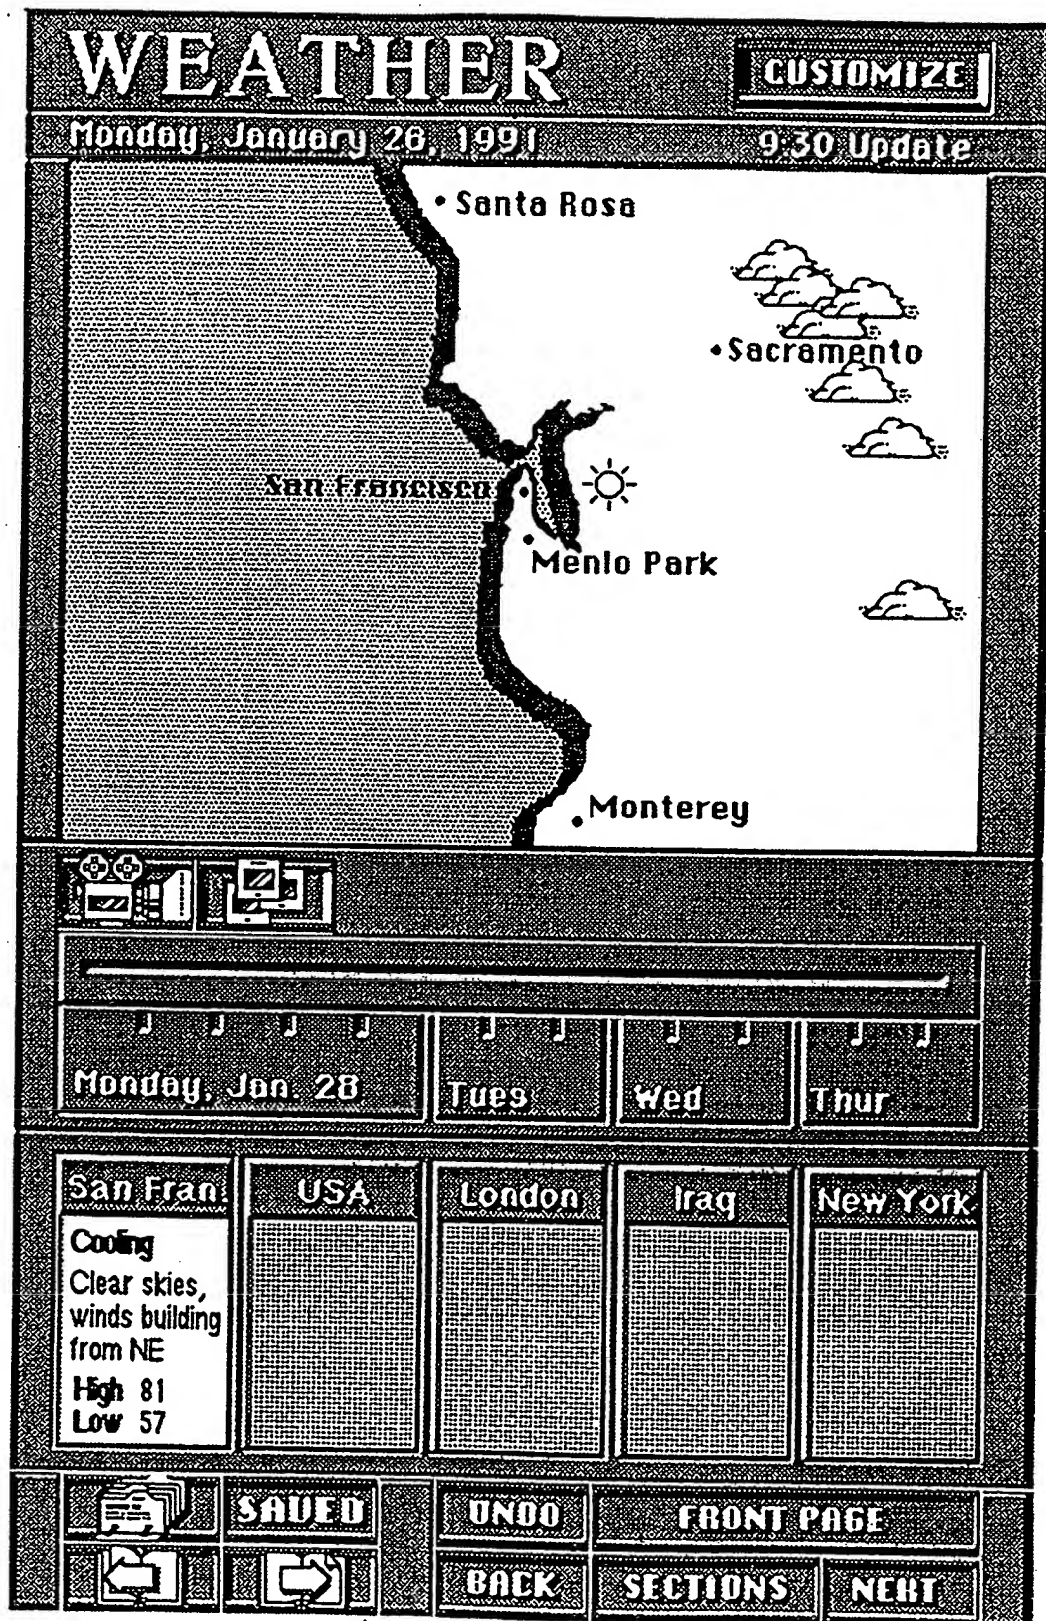 WEATHER
CUSTOMIZE
Monday, January 28, 1991
9:30 Update
Santa Rosa
Sacramento
San Francisco
Menlo Park
Monterey
Monday, Jan. 28
Tues
Wed
Thur
San Fran.
USA
London
Iraq
New York
Cooling
Clear skies,
winds building
from NE
High 81
Low 57
SAVED
UNDO
FRONT PAGE
BACK
SECTIONS
NEXT